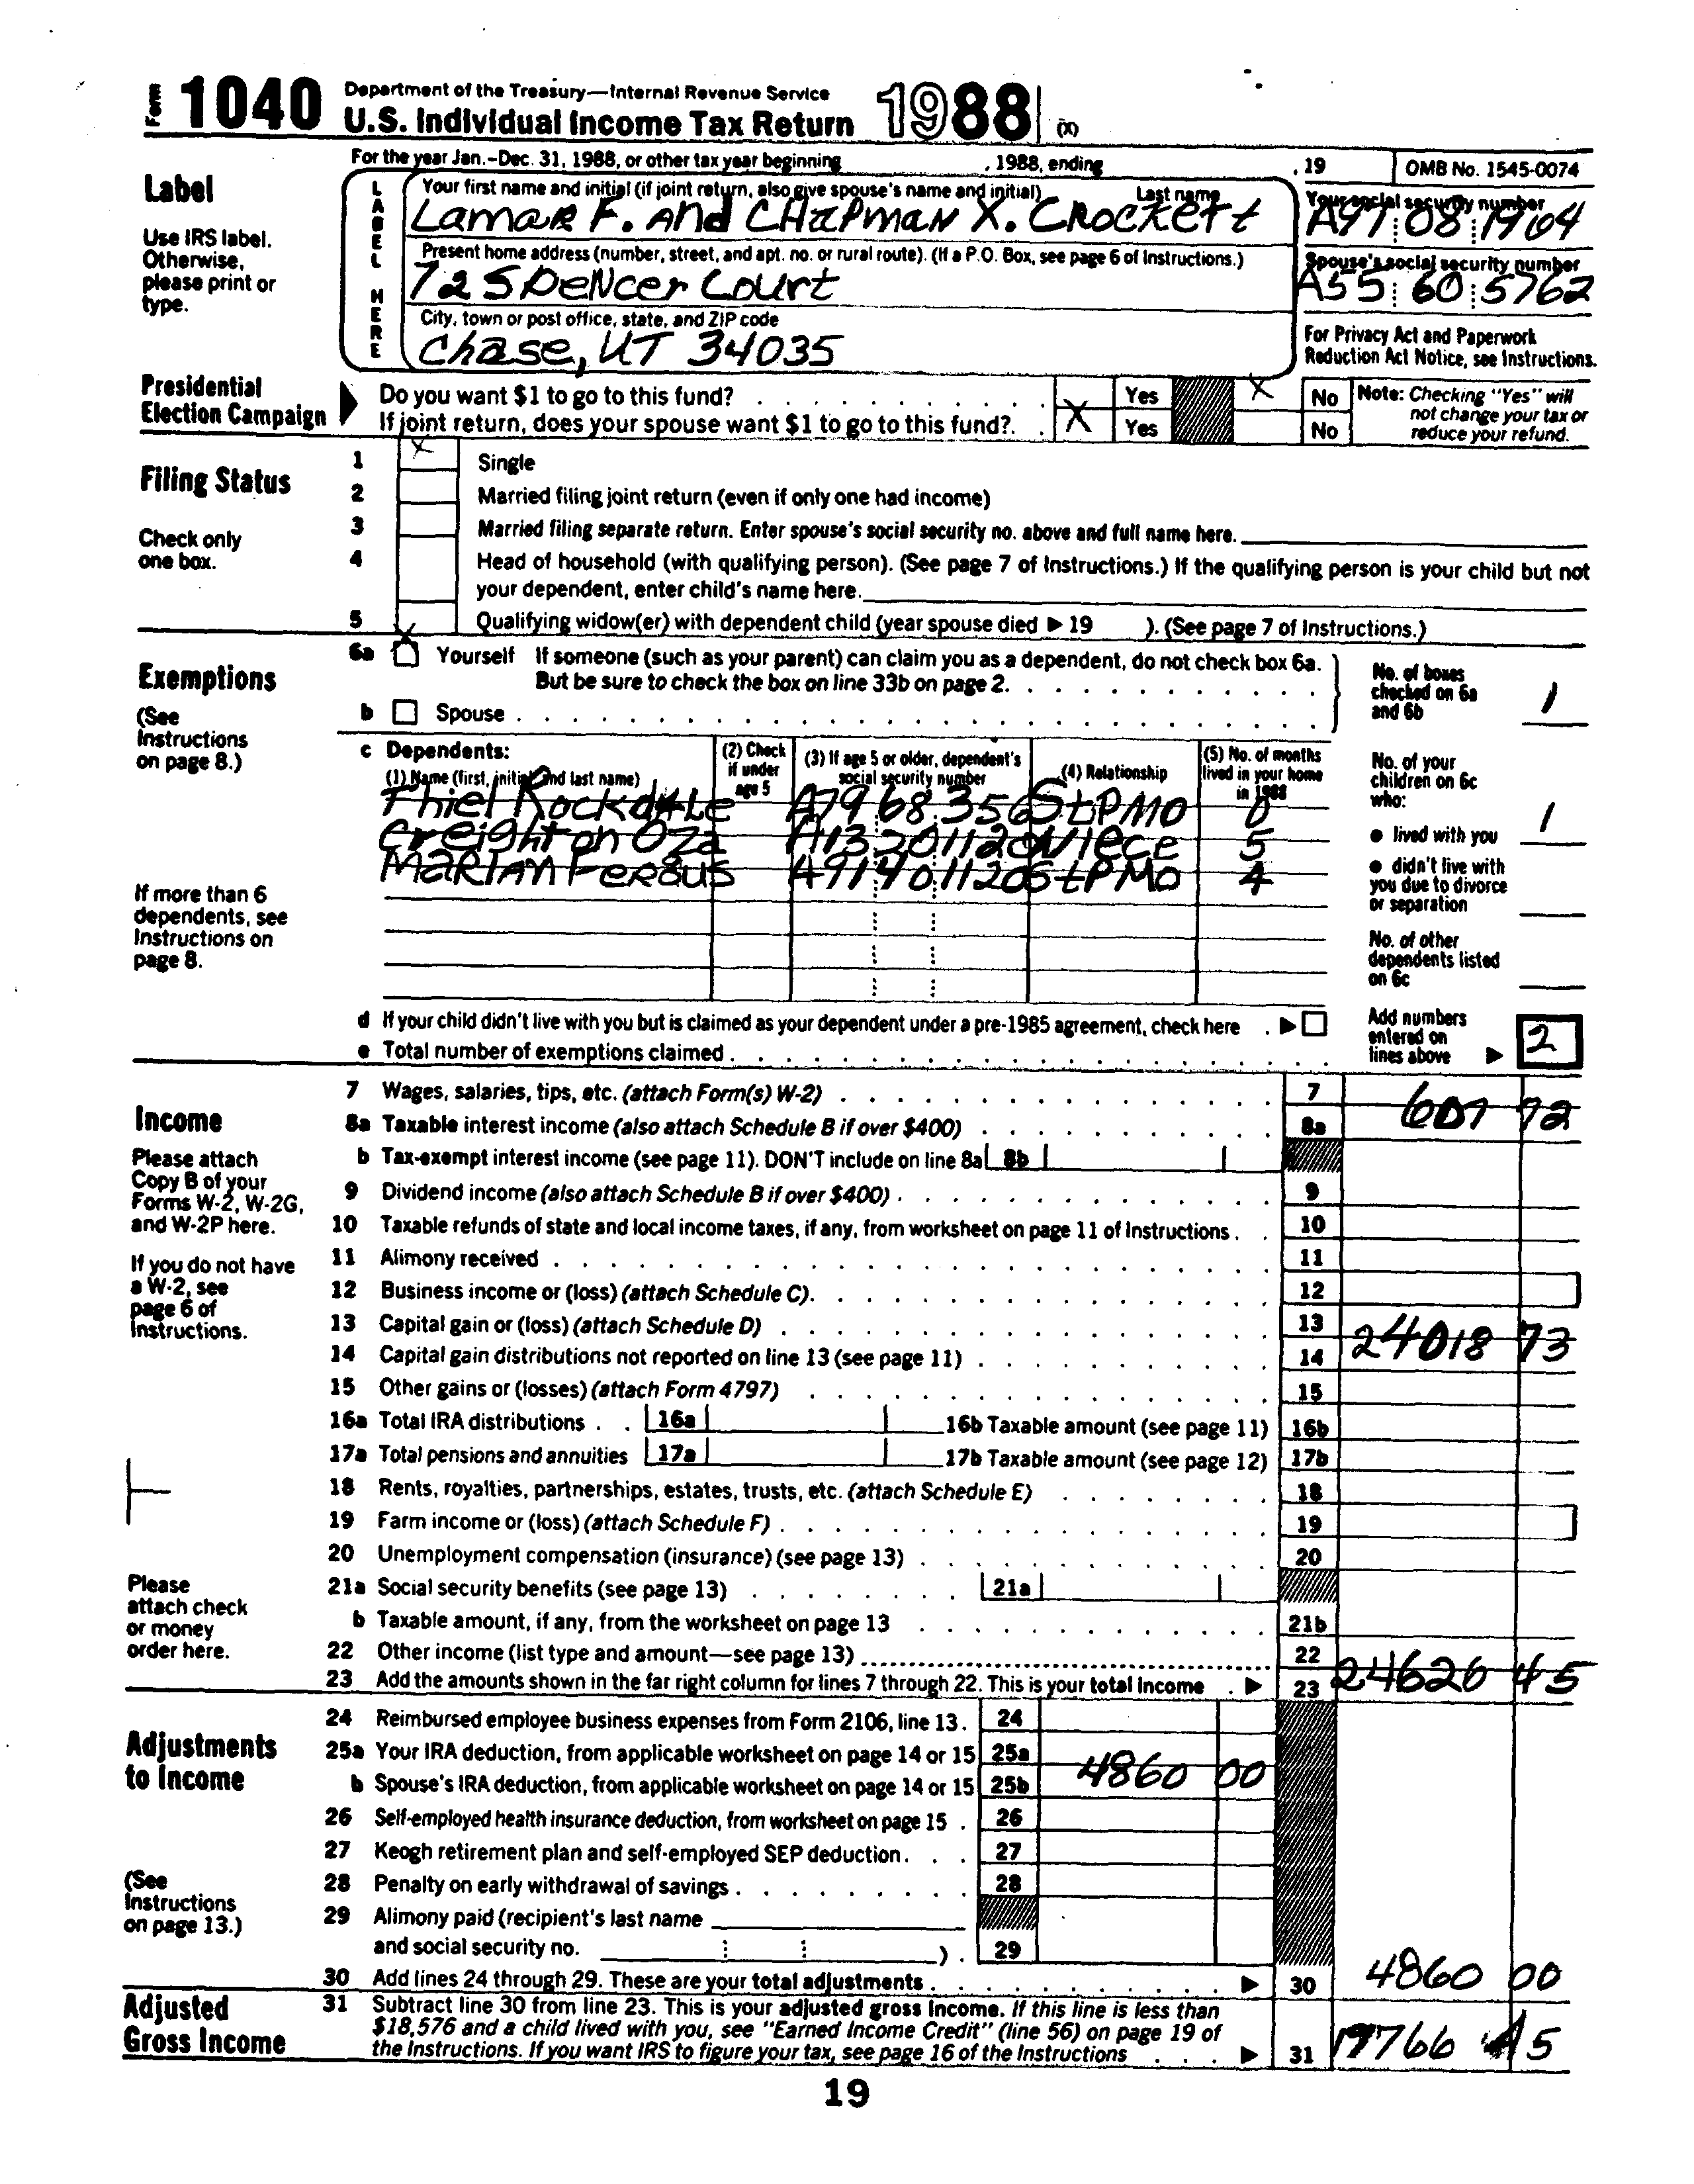 Form 1040 Department of the Treasury—Internal Revenue Service
U.S. Individual Income Tax Return 1988 (X)
For the year Jan.-Dec. 31, 1988, or other tax year beginning , 1988, ending , 19 OMB No. 1545-0074
Label
Use IRS label. Otherwise, please print or type.
LABEL HERE
Your first name and initial (if joint return, also give spouse's name and initial) Last name
Lamar F. And CHapman X. Crockett
Your social security number
A41 08 1964
Present home address (number, street, and apt. no. or rural route). (If a P.O. Box, see page 6 of Instructions.)
72 Spencer Court
Spouse's social security number
A55 60 5762
City, town or post office, state, and ZIP code
Chase, UT 34035
For Privacy Act and Paperwork Reduction Act Notice, see Instructions.
Presidential Election Campaign
Do you want $1 to go to this fund? Yes X No
If joint return, does your spouse want $1 to go to this fund? X Yes No
Note: Checking "Yes" will not change your tax or reduce your refund.
Filing Status
Check only one box.
1 X Single
2 Married filing joint return (even if only one had income)
3 Married filing separate return. Enter spouse's social security no. above and full name here.
4 Head of household (with qualifying person). (See page 7 of Instructions.) If the qualifying person is your child but not
your dependent, enter child's name here.
5 Qualifying widow(er) with dependent child (year spouse died ▶ 19 ). (See page 7 of Instructions.)
Exemptions
(See Instructions on page 8.)
6a X Yourself If someone (such as your parent) can claim you as a dependent, do not check box 6a.
But be sure to check the box on line 33b on page 2.
b Spouse
No. of boxes checked on 6a and 6b 1
c Dependents:
(1) Name (first, initial, and last name) (2) Check if under age 5 (3) If age 5 or older, dependent's social security number (4) Relationship (5) No. of months lived in your home in 1988
Thiel Rockdale A79 68 356 StPMO 0
Creighton Oza A13 20 1120 Niece 5
Marian Fergus A91 40 1120 StPMO 4
No. of your children on 6c who:
● lived with you 1
● didn't live with you due to divorce or separation
No. of other dependents listed on 6c
If more than 6 dependents, see Instructions on page 8.
d If your child didn't live with you but is claimed as your dependent under a pre-1985 agreement, check here ▶
e Total number of exemptions claimed
Add numbers entered on lines above ▶ 2
Income
Please attach Copy B of your Forms W-2, W-2G, and W-2P here.
If you do not have a W-2, see page 6 of Instructions.
Please attach check or money order here.
7 Wages, salaries, tips, etc. (attach Form(s) W-2) 7
8a Taxable interest income (also attach Schedule B if over $400) 8a 601 72
b Tax-exempt interest income (see page 11). DON'T include on line 8a 8b
9 Dividend income (also attach Schedule B if over $400) 9
10 Taxable refunds of state and local income taxes, if any, from worksheet on page 11 of Instructions 10
11 Alimony received 11
12 Business income or (loss) (attach Schedule C) 12
13 Capital gain or (loss) (attach Schedule D) 13 24018 73
14 Capital gain distributions not reported on line 13 (see page 11) 14
15 Other gains or (losses) (attach Form 4797) 15
16a Total IRA distributions 16a 16b Taxable amount (see page 11) 16b
17a Total pensions and annuities 17a 17b Taxable amount (see page 12) 17b
18 Rents, royalties, partnerships, estates, trusts, etc. (attach Schedule E) 18
19 Farm income or (loss) (attach Schedule F) 19
20 Unemployment compensation (insurance) (see page 13) 20
21a Social security benefits (see page 13) 21a
b Taxable amount, if any, from the worksheet on page 13 21b
22 Other income (list type and amount—see page 13) 22
23 Add the amounts shown in the far right column for lines 7 through 22. This is your total income ▶ 23 24626 45
Adjustments to Income
(See Instructions on page 13.)
24 Reimbursed employee business expenses from Form 2106, line 13. 24
25a Your IRA deduction, from applicable worksheet on page 14 or 15 25a
b Spouse's IRA deduction, from applicable worksheet on page 14 or 15 25b 4860 00
26 Self-employed health insurance deduction, from worksheet on page 15 26
27 Keogh retirement plan and self-employed SEP deduction 27
28 Penalty on early withdrawal of savings 28
29 Alimony paid (recipient's last name
and social security no. ) 29
30 Add lines 24 through 29. These are your total adjustments ▶ 30 4860 00
Adjusted Gross Income
31 Subtract line 30 from line 23. This is your adjusted gross income. If this line is less than
$18,576 and a child lived with you, see "Earned Income Credit" (line 56) on page 19 of
the Instructions. If you want IRS to figure your tax, see page 16 of the Instructions ▶ 31 19766 45
19